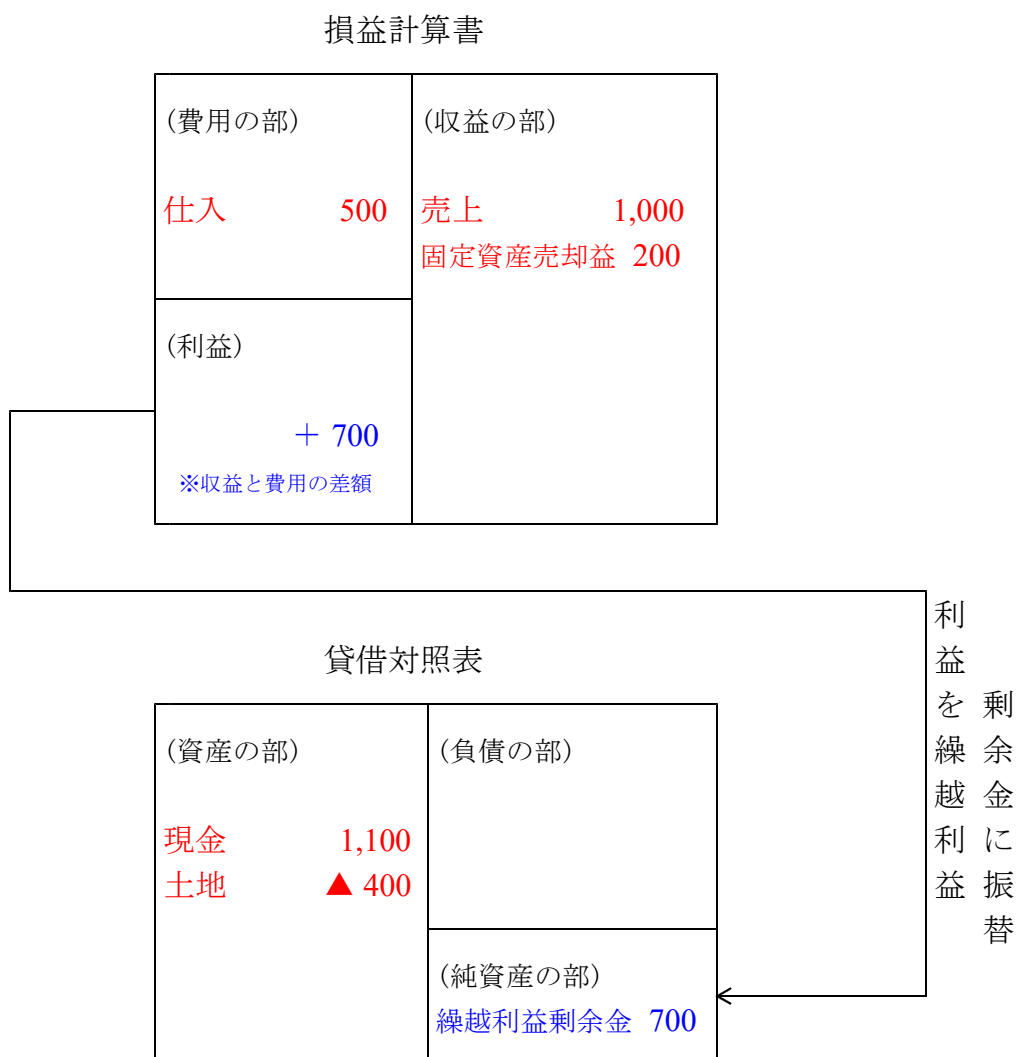 損益計算書
(費用の部)
(収益の部)
仕入 500
売上 1,000
固定資産売却益 200
(利益)
＋ 700
※収益と費用の差額
貸借対照表
(資産の部)
(負債の部)
現金 1,100
土地 ▲ 400
(純資産の部)
繰越利益剰余金 700
利益を繰越利益
剰余金に振替